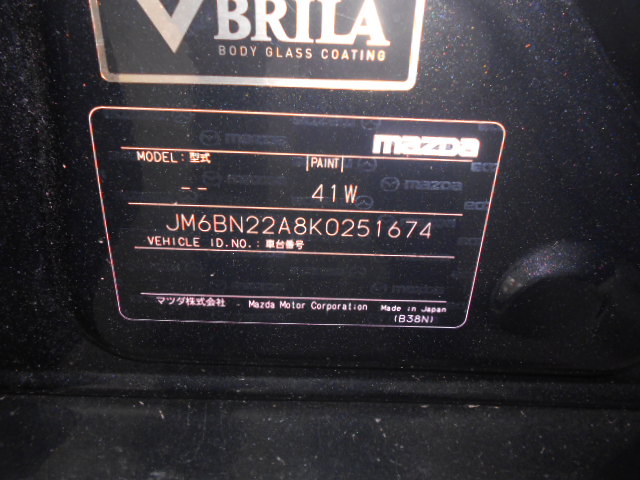 BRILA
BODY GLASS COATING
mazda
MODEL : 型式
PAINT
-- 41W
JM6BN22A8K0251674
VEHICLE ID.NO. : 車台番号
マツダ株式会社 - Mazda Motor Corporation Made in Japan
(B38N)